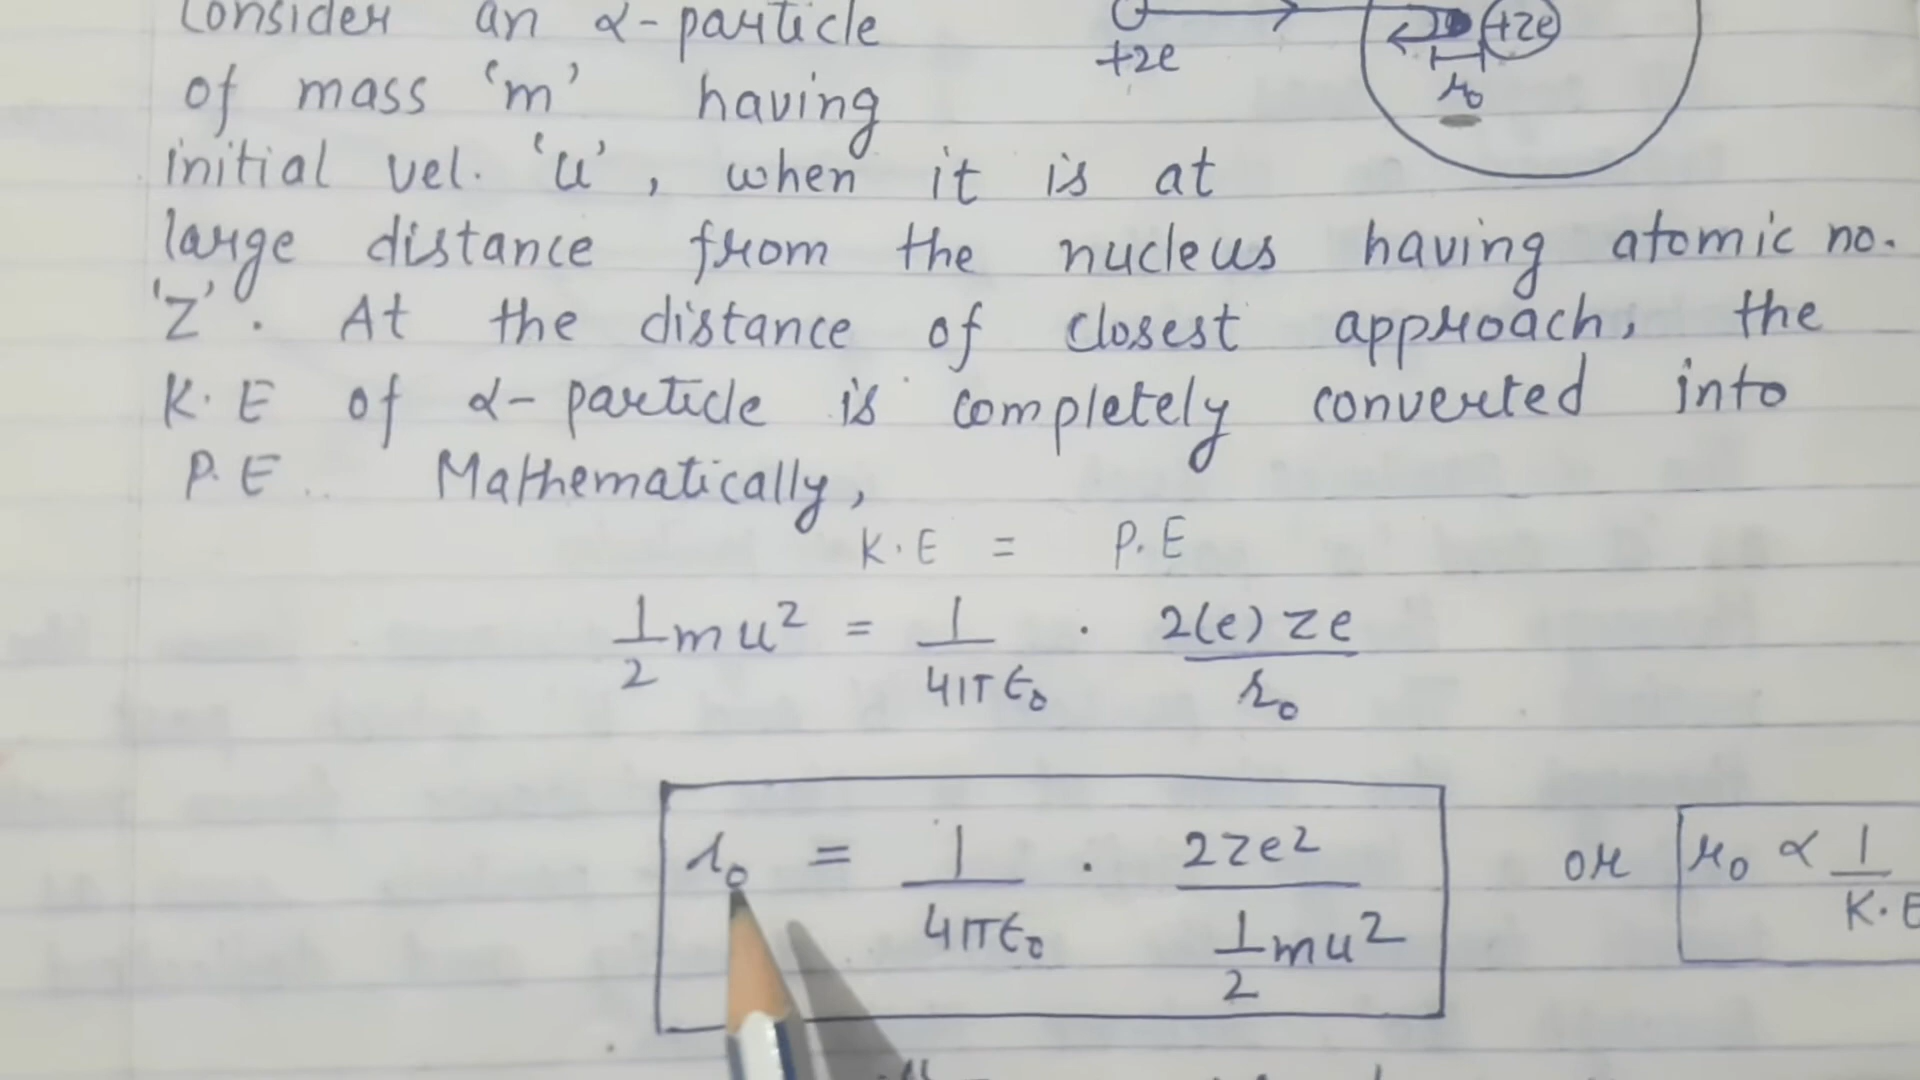 Consider an α-particle
+2e
+ze
r₀
of mass 'm' having
initial vel. 'u', when it is at
large distance from the nucleus having atomic no.
'Z'. At the distance of closest approach, the
K.E of α-particle is completely converted into
P.E Mathematically,
K.E = P.E
1/2 mu² = 1/4πε₀ · 2(e)ze/r₀
r₀ = 1/4πε₀ · 2ze²/(1/2 mu²) or r₀ ∝ 1/K.E